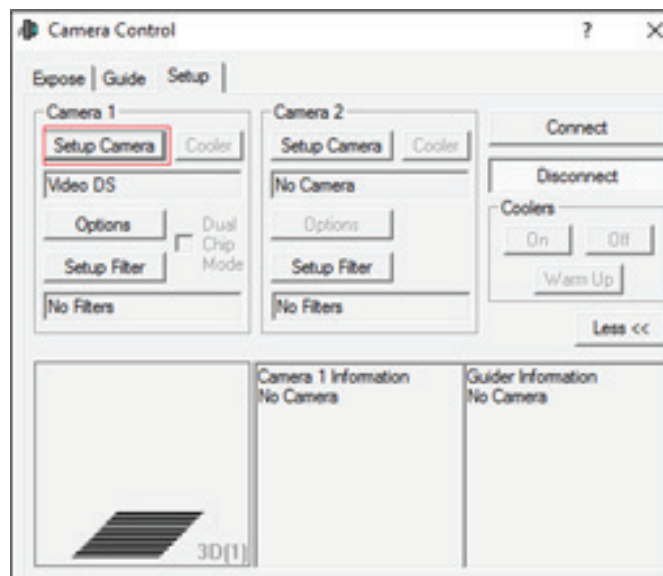 Camera Control
Expose Guide Setup
Camera 1
Setup Camera Cooler
Video DS
Options
Dual
Chip
Mode
Setup Filter
No Filters
Camera 2
Setup Camera Cooler
No Camera
Options
Setup Filter
No Filters
Connect
Disconnect
Coolers
On Off
Warm Up
Less <<
3D(1)
Camera 1 Information
No Camera
Guider Information
No Camera